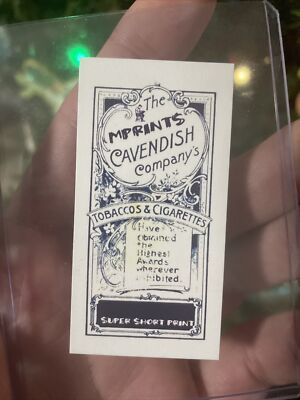 The
MPRINTS
CAVENDISH
Company's
TOBACCOS & CIGARETTES
Have
obtained
the
Highest
Awards
wherever
Exhibited.
SUPER SHORT PRINT